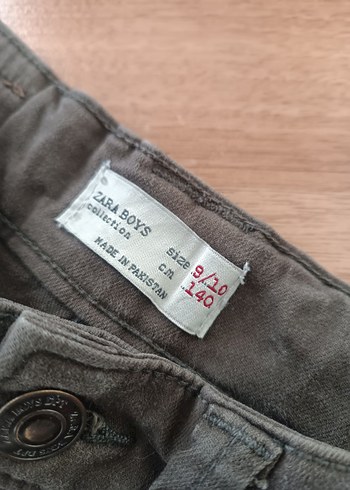 ZARA BOYS
collection
size 9/10
cm 140
MADE IN PAKISTAN